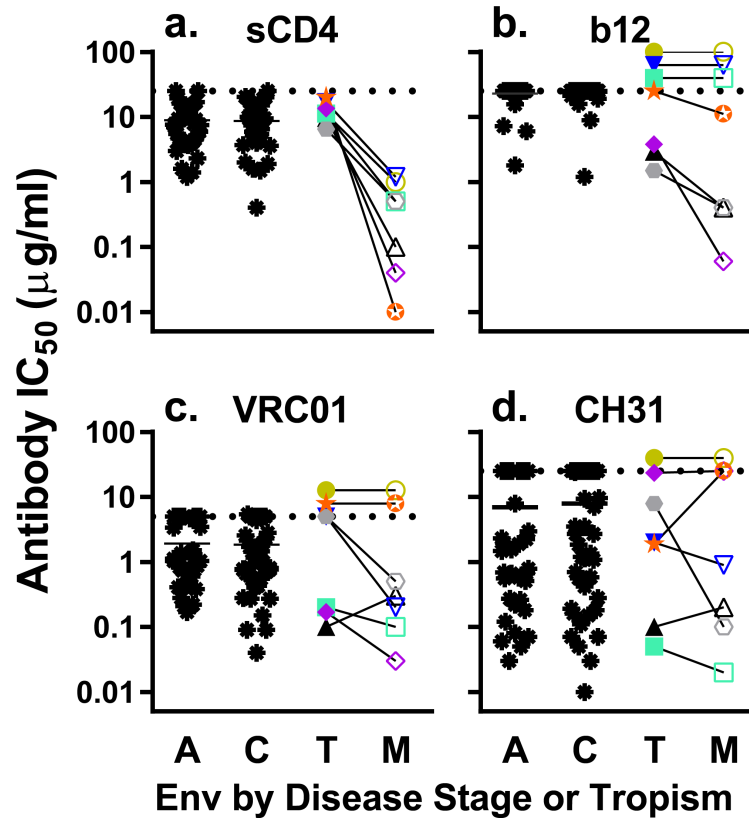 a. sCD4
b. b12
100
10
1
0.1
0.01
c. VRC01
d. CH31
100
10
1
0.1
0.01
Antibody IC50 (μg/ml)
A C T M
A C T M
Env by Disease Stage or Tropism